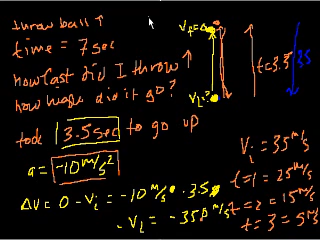 throw ball ↑
time = 7 sec
how fast did I throw ↑
how high did it go?
took 3.5 sec to go up
a = -10 m/s²
Δv = 0 - Vi = -10 m/s · 3.5
-Vi = -35 m/s
Vf = 0
Vi = ?
t = 3.5
3.5
Vi = 35 m/s
t = 1 = 25 m/s
t = 2 = 15 m/s
t = 3 = 5 m/s